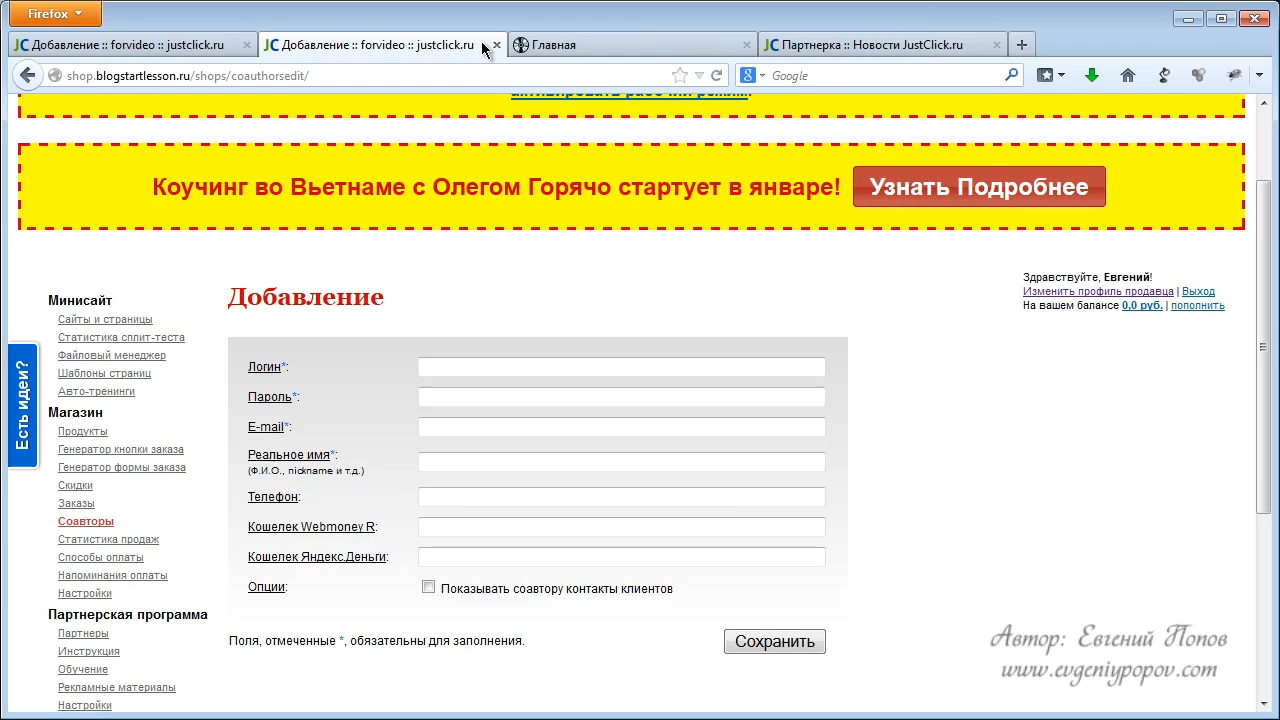 Firefox
Добавление :: forvideo :: justclick.ru
Добавление :: forvideo :: justclick.ru
Главная
Партнерка :: Новости JustClick.ru
shop.blogstartlesson.ru/shops/coauthorsedit/
Google
активировать рабочий режим!
Коучинг во Вьетнаме с Олегом Горячо стартует в январе!
Узнать Подробнее
Здравствуйте, Евгений!
Изменить профиль продавца | Выход
На вашем балансе 0,0 руб. | пополнить
Есть идеи?
Минисайт
Сайты и страницы
Статистика сплит-теста
Файловый менеджер
Шаблоны страниц
Авто-тренинги
Магазин
Продукты
Генератор кнопки заказа
Генератор формы заказа
Скидки
Заказы
Соавторы
Статистика продаж
Способы оплаты
Напоминания оплаты
Настройки
Партнерская программа
Партнеры
Инструкция
Обучение
Рекламные материалы
Настройки
Добавление
Логин*:
Пароль*:
E-mail*:
Реальное имя*:
(Ф.И.О., nickname и т.д.)
Телефон:
Кошелек Webmoney R:
Кошелек Яндекс.Деньги:
Опции:
Показывать соавтору контакты клиентов
Поля, отмеченные *, обязательны для заполнения.
Сохранить
Автор: Евгений Попов
www.evgeniypopov.com